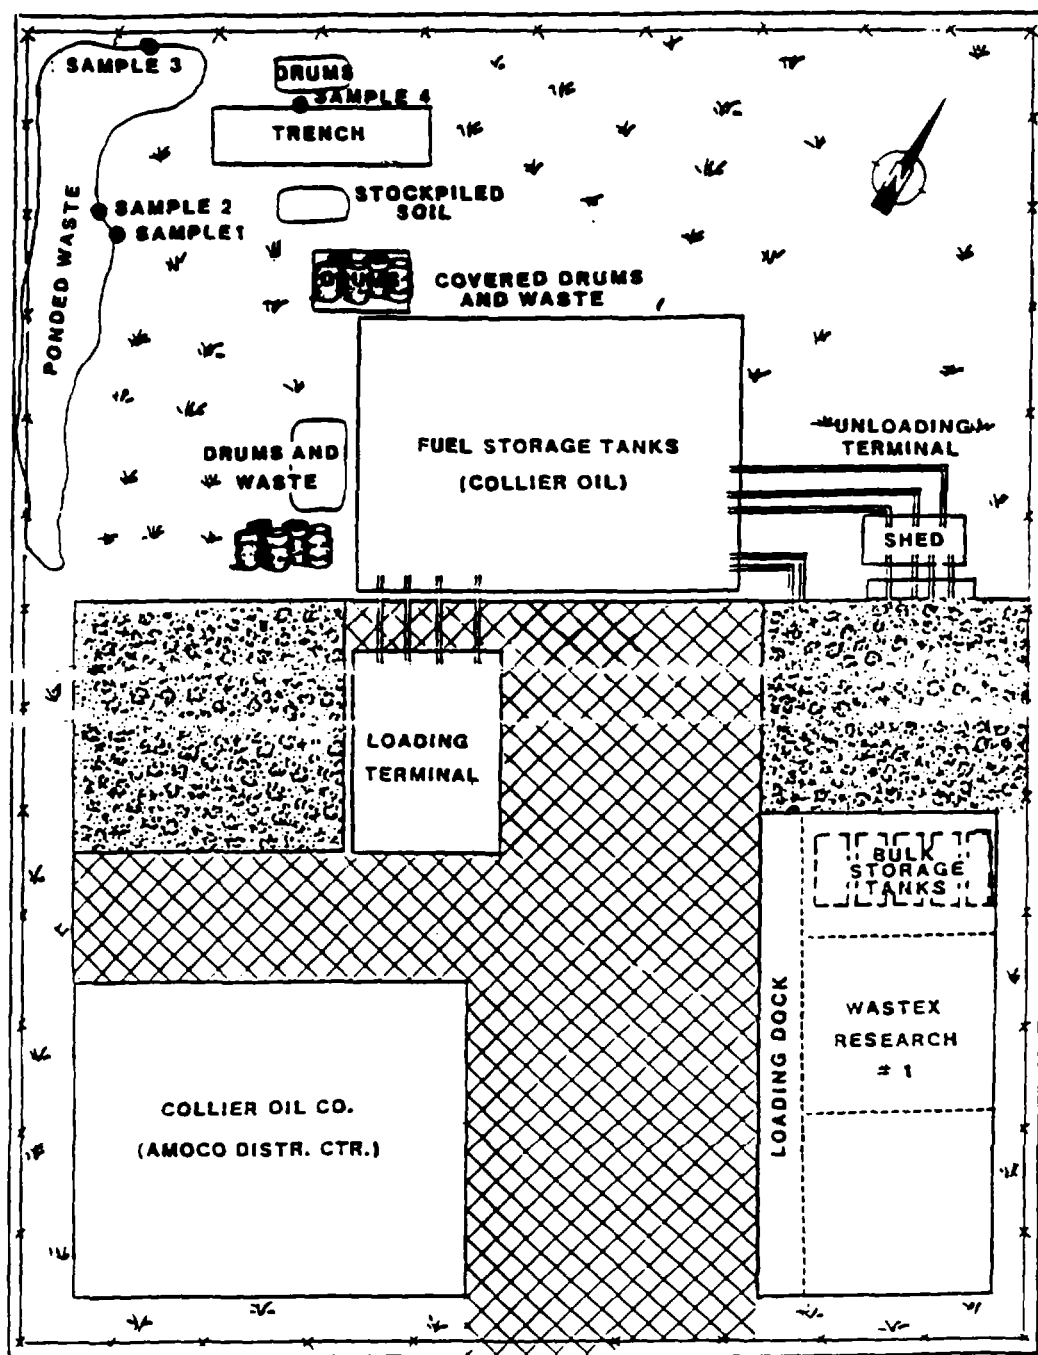 SAMPLE 3
DRUMS
SAMPLE 4
TRENCH
PONDED WASTE
SAMPLE 2
SAMPLE 1
STOCKPILED
SOIL
DRUMS
COVERED DRUMS
AND WASTE
FUEL STORAGE TANKS
(COLLIER OIL)
UNLOADING
TERMINAL
DRUMS AND
WASTE
SHED
LOADING
TERMINAL
BULK
STORAGE
TANKS
LOADING DOCK
WASTEX
RESEARCH
# 1
COLLIER OIL CO.
(AMOCO DISTR. CTR.)